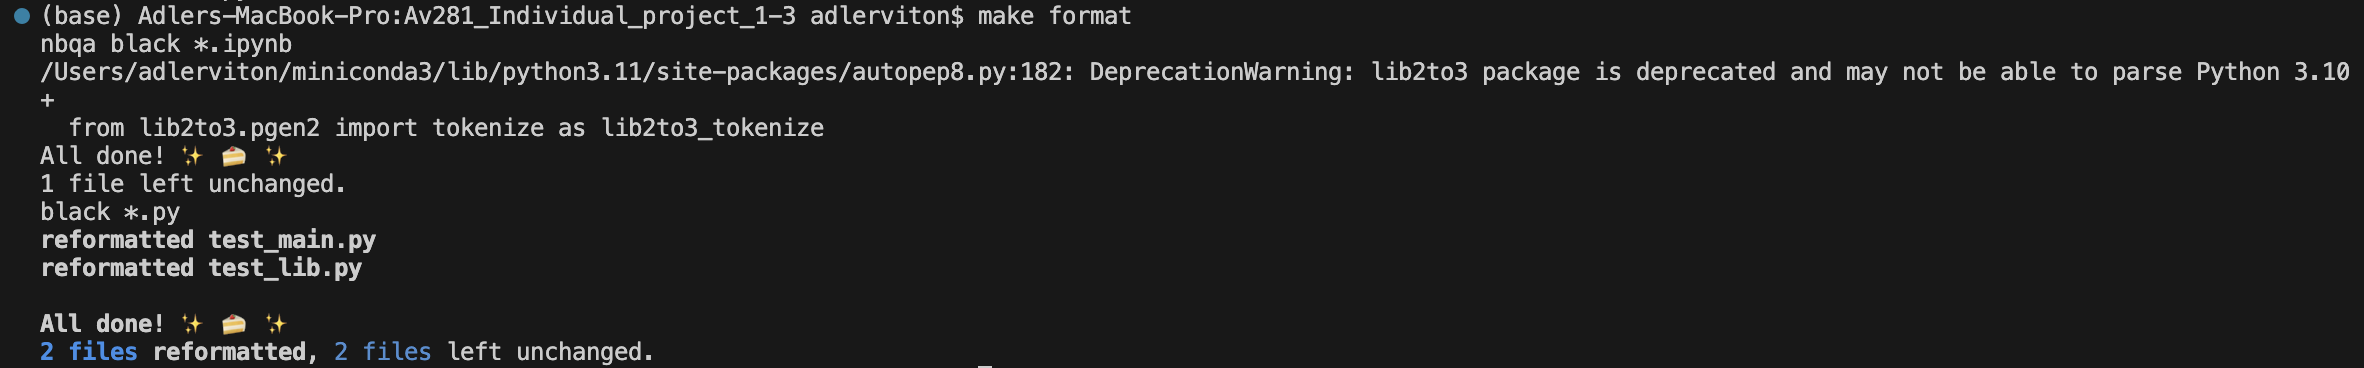 (base) Adlers-MacBook-Pro:Av281_Individual_project_1-3 adlerviton$ make format
nbqa black *.ipynb
/Users/adlerviton/miniconda3/lib/python3.11/site-packages/autopep8.py:182: DeprecationWarning: lib2to3 package is deprecated and may not be able to parse Python 3.10
+
  from lib2to3.pgen2 import tokenize as lib2to3_tokenize
All done! ✨ 🍰 ✨
1 file left unchanged.
black *.py
reformatted test_main.py
reformatted test_lib.py

All done! ✨ 🍰 ✨
2 files reformatted, 2 files left unchanged.